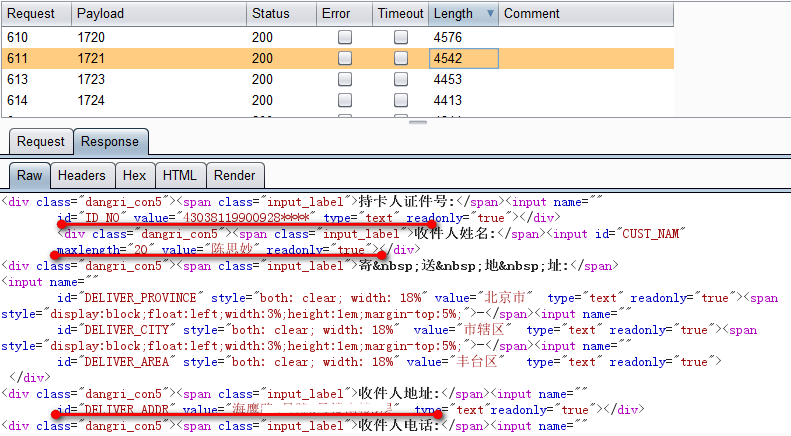 Request Payload Status Error Timeout Length Comment
610 1720 200 4576
611 1721 200 4542
613 1723 200 4453
614 1724 200 4413
Request Response
Raw Headers Hex HTML Render
<div class="dangri_con5"><span class="input_label">持卡人证件号:</span><input name=""
id="ID_NO" value="43038119900928****" type="text" readonly="true"></div>
<div class="dangri_con5"><span class="input_label">收件人姓名:</span><input id="CUST_NAM"
maxlength="20" value="陈思妙" readonly="true"></div>
<div class="dangri_con5"><span class="input_label">寄&nbsp;送&nbsp;地&nbsp;址:</span>
<input name=""
id="DELIVER_PROVINCE" style="both: clear; width: 18%" value="北京市" type="text" readonly="true"><span
style="display:block;float:left;width:3%;height:1em;margin-top:5%;">-</span><input name=""
id="DELIVER_CITY" style="both: clear; width: 18%" value="市辖区" type="text" readonly="true"><span
style="display:block;float:left;width:3%;height:1em;margin-top:5%;">-</span><input name=""
id="DELIVER_AREA" style="both: clear; width: 18%" value="丰台区" type="text" readonly="true">
</div>
<div class="dangri_con5"><span class="input_label">收件人地址:</span><input name=""
id="DELIVER_ADDR" value="海鹰 type="text" readonly="true"></div>
<div class="dangri_con5"><span class="input_label">收件人电话:</span><input name=""